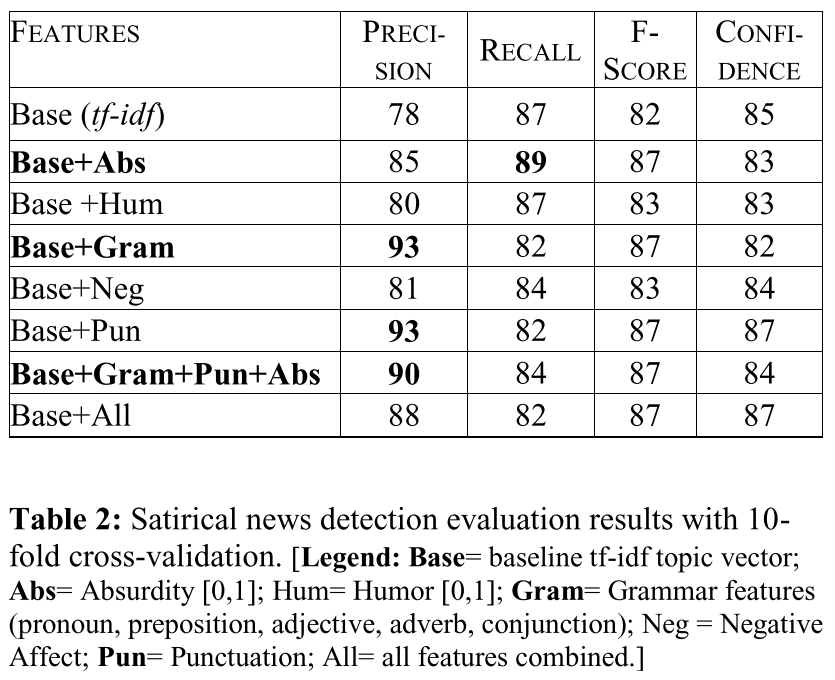 FEATURES PRECI-SION RECALL F-SCORE CONFI-DENCE
Base (tf-idf) 78 87 82 85
Base+Abs 85 89 87 83
Base +Hum 80 87 83 83
Base+Gram 93 82 87 82
Base+Neg 81 84 83 84
Base+Pun 93 82 87 87
Base+Gram+Pun+Abs 90 84 87 84
Base+All 88 82 87 87
Table 2: Satirical news detection evaluation results with 10-
fold cross-validation. [Legend: Base= baseline tf-idf topic vector;
Abs= Absurdity [0,1]; Hum= Humor [0,1]; Gram= Grammar features
(pronoun, preposition, adjective, adverb, conjunction); Neg = Negative
Affect; Pun= Punctuation; All= all features combined.]